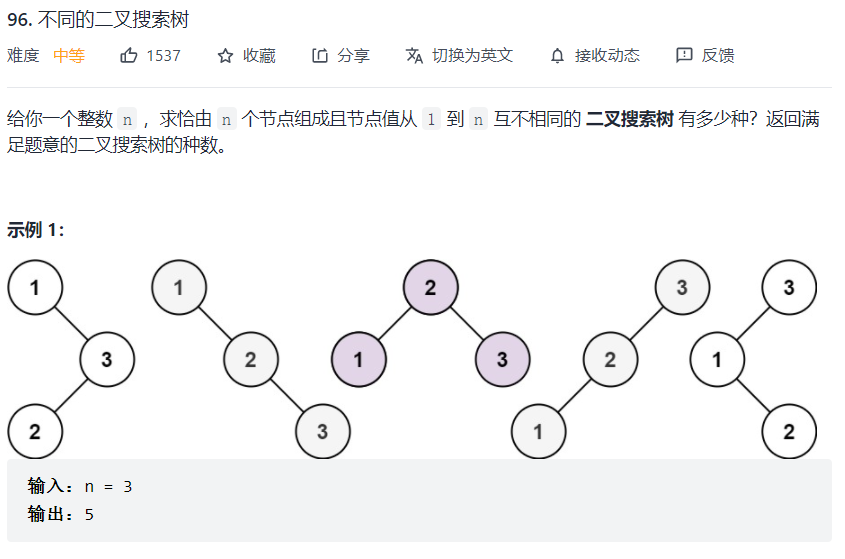 96. 不同的二叉搜索树
难度 中等 1537 收藏 分享 切换为英文 接收动态 反馈
给你一个整数 n ，求恰由 n 个节点组成且节点值从 1 到 n 互不相同的 二叉搜索树 有多少种？返回满
足题意的二叉搜索树的种数。
示例 1：
1 1 2 3 3
3 2 1 3 2 1
2 3 1 2
输入：n = 3
输出：5